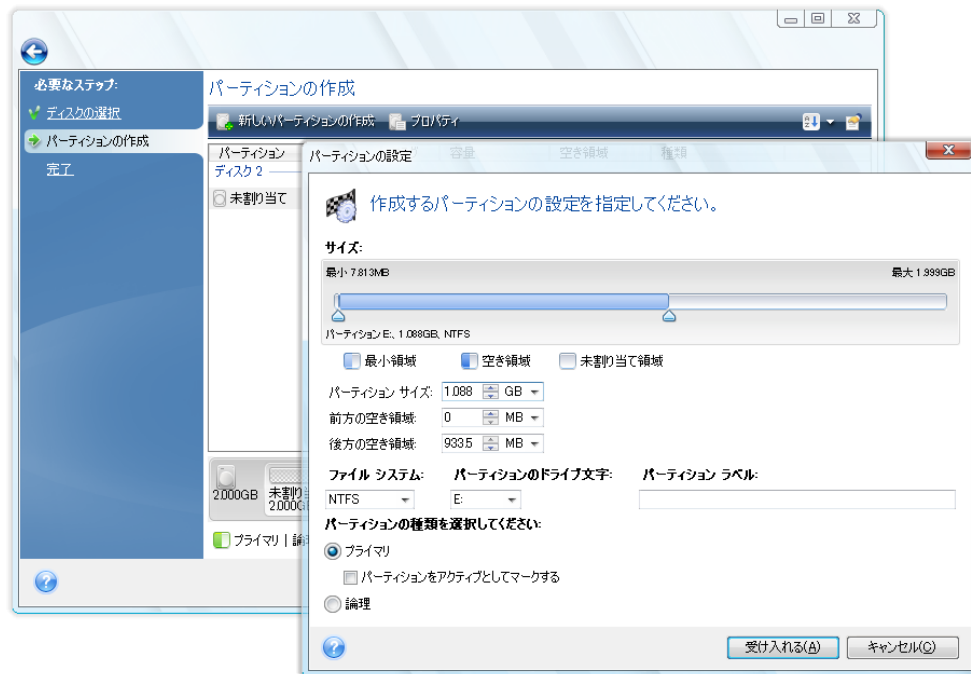 必要なステップ:
ディスクの選択
パーティションの作成
完了
パーティションの作成
新しいパーティションの作成 プロパティ
パーティション 容量 空き領域 種類
ディスク 2
未割り当て
2.000GB 未割り
2.000G
プライマリ | 論
パーティションの設定
作成するパーティションの設定を指定してください。
サイズ:
最小 7.813MB 最大 1.999GB
パーティション E:、1.088GB, NTFS
最小領域 空き領域 未割り当て領域
パーティション サイズ: 1.088 GB
前方の空き領域: 0 MB
後方の空き領域: 933.5 MB
ファイル システム: パーティションのドライブ文字: パーティション ラベル:
NTFS E:
パーティションの種類を選択してください:
プライマリ
パーティションをアクティブとしてマークする
論理
受け入れる(A) キャンセル(C)